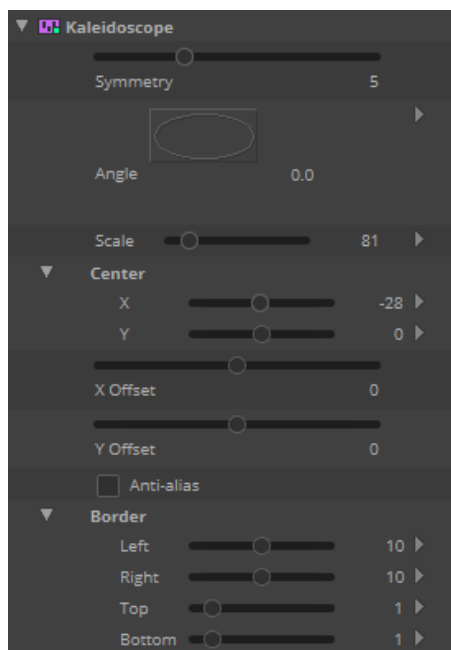 Kaleidoscope
Symmetry 5
Angle 0.0
Scale 81
Center
X -28
Y 0
X Offset 0
Y Offset 0
Anti-alias
Border
Left 10
Right 10
Top 1
Bottom 1